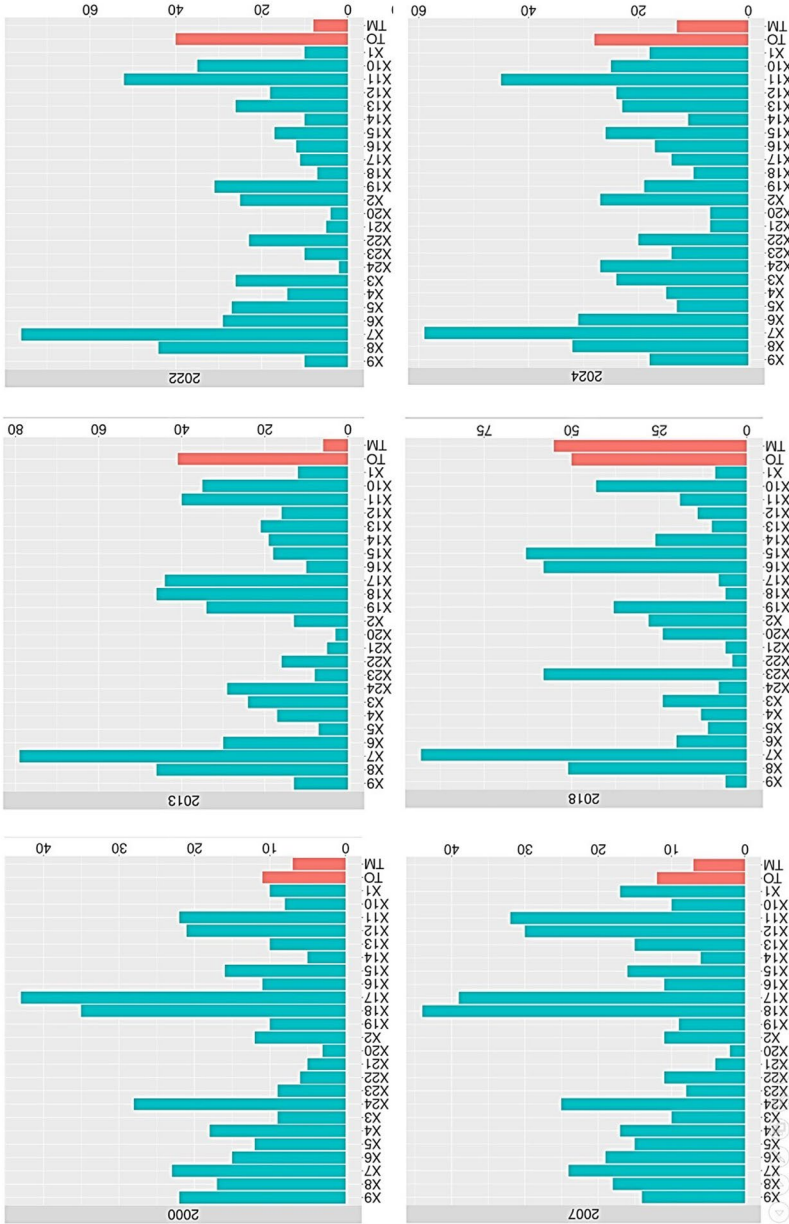 2007
X9
X8
X7
X6
X5
X4
X3
X24
X23
X22
X21
X20
X2
X19
X18
X17
X16
X15
X14
X13
X12
X11
X10
X1
TO
TM
0 10 20 30 40
2000
X9
X8
X7
X6
X5
X4
X3
X24
X23
X22
X21
X20
X2
X19
X18
X17
X16
X15
X14
X13
X12
X11
X10
X1
TO
TM
0 10 20 30 40
2018
X9
X8
X7
X6
X5
X4
X3
X24
X23
X22
X21
X20
X2
X19
X18
X17
X16
X15
X14
X13
X12
X11
X10
X1
TO
TM
0 25 50 75
2013
X9
X8
X7
X6
X5
X4
X3
X24
X23
X22
X21
X20
X2
X19
X18
X17
X16
X15
X14
X13
X12
X11
X10
X1
TO
TM
0 20 40 60 80
2024
X9
X8
X7
X6
X5
X4
X3
X24
X23
X22
X21
X20
X2
X19
X18
X17
X16
X15
X14
X13
X12
X11
X10
X1
TO
TM
0 20 40 60
2022
X9
X8
X7
X6
X5
X4
X3
X24
X23
X22
X21
X20
X2
X19
X18
X17
X16
X15
X14
X13
X12
X11
X10
X1
TO
TM
0 20 40 60